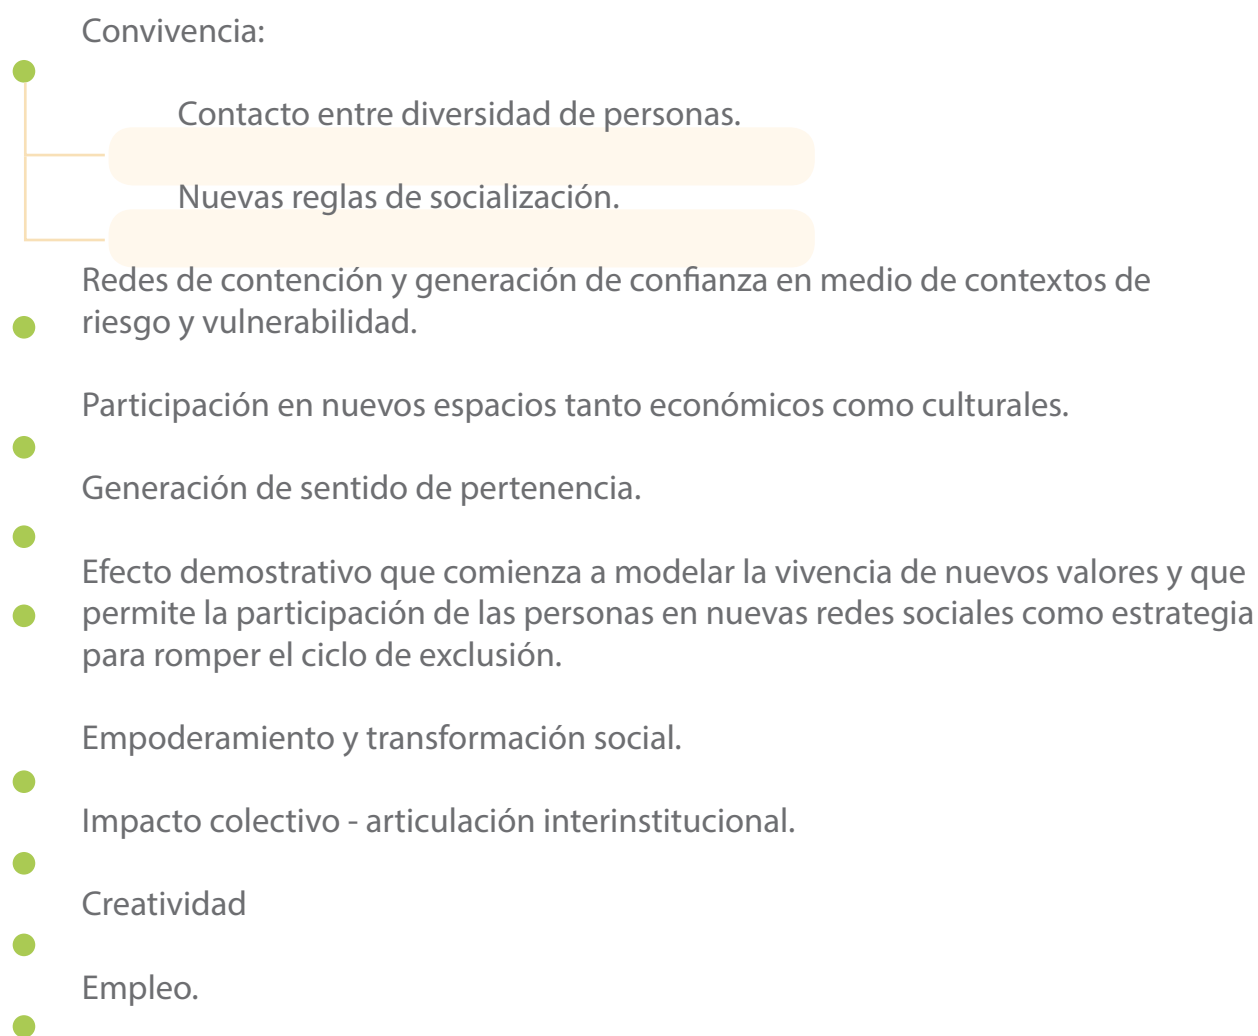 Convivencia:
Contacto entre diversidad de personas.
Nuevas reglas de socialización.
Redes de contención y generación de confianza en medio de contextos de
riesgo y vulnerabilidad.
Participación en nuevos espacios tanto económicos como culturales.
Generación de sentido de pertenencia.
Efecto demostrativo que comienza a modelar la vivencia de nuevos valores y que
permite la participación de las personas en nuevas redes sociales como estrategia
para romper el ciclo de exclusión.
Empoderamiento y transformación social.
Impacto colectivo - articulación interinstitucional.
Creatividad
Empleo.